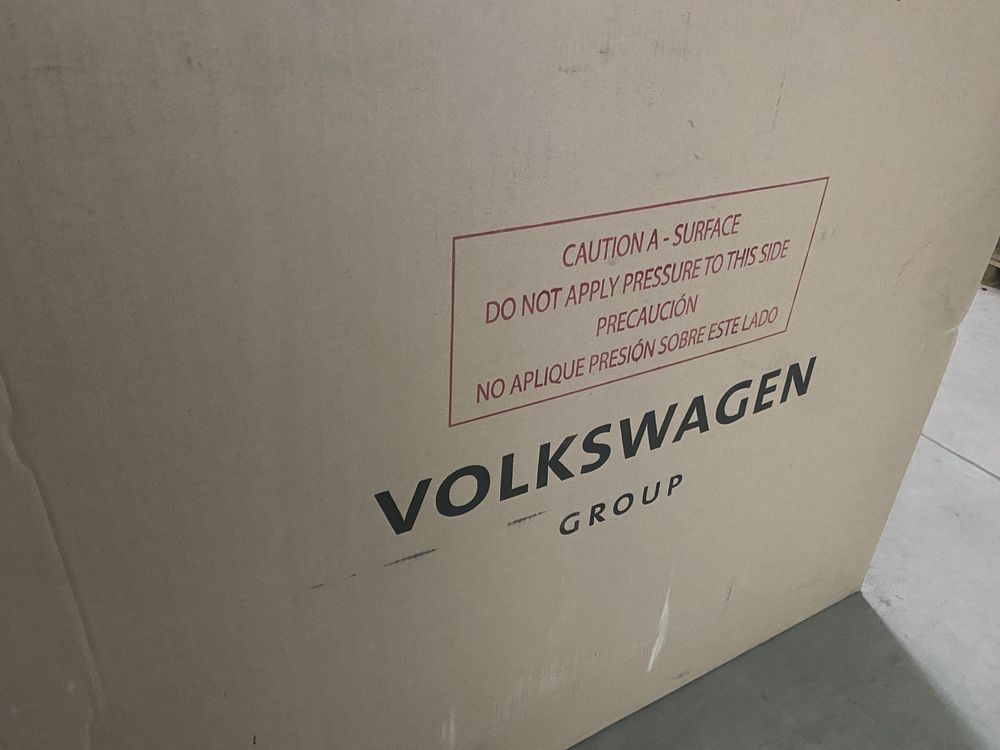 CAUTION A - SURFACE
DO NOT APPLY PRESSURE TO THIS SIDE
PRECAUCIÓN
NO APLIQUE PRESIÓN SOBRE ESTE LADO
VOLKSWAGEN
GROUP